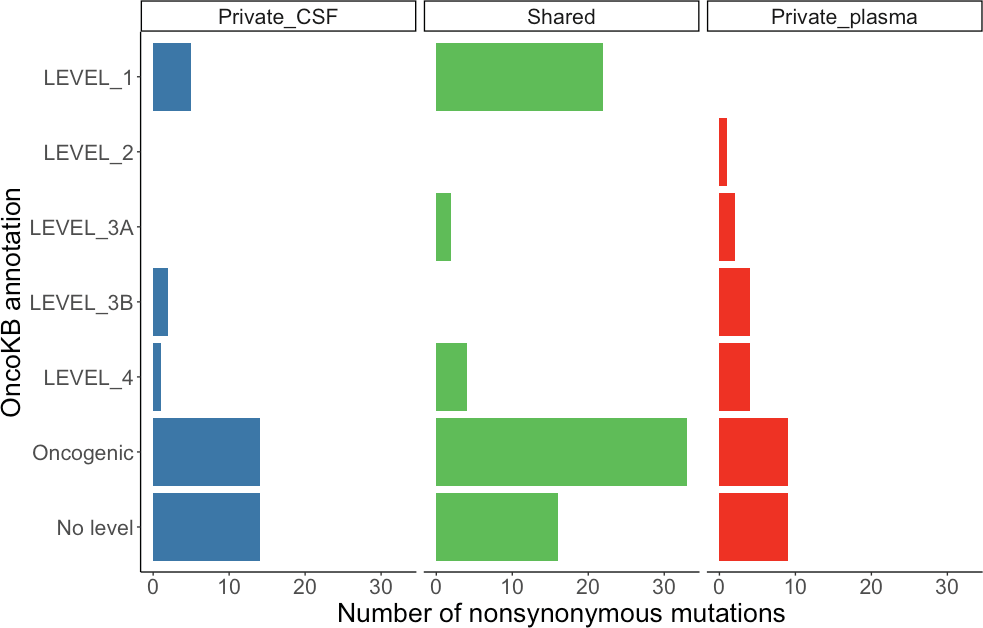 Private_CSF Shared Private_plasma
OncoKB annotation
LEVEL_1
LEVEL_2
LEVEL_3A
LEVEL_3B
LEVEL_4
Oncogenic
No level
0 10 20 30 0 10 20 30 0 10 20 30
Number of nonsynonymous mutations